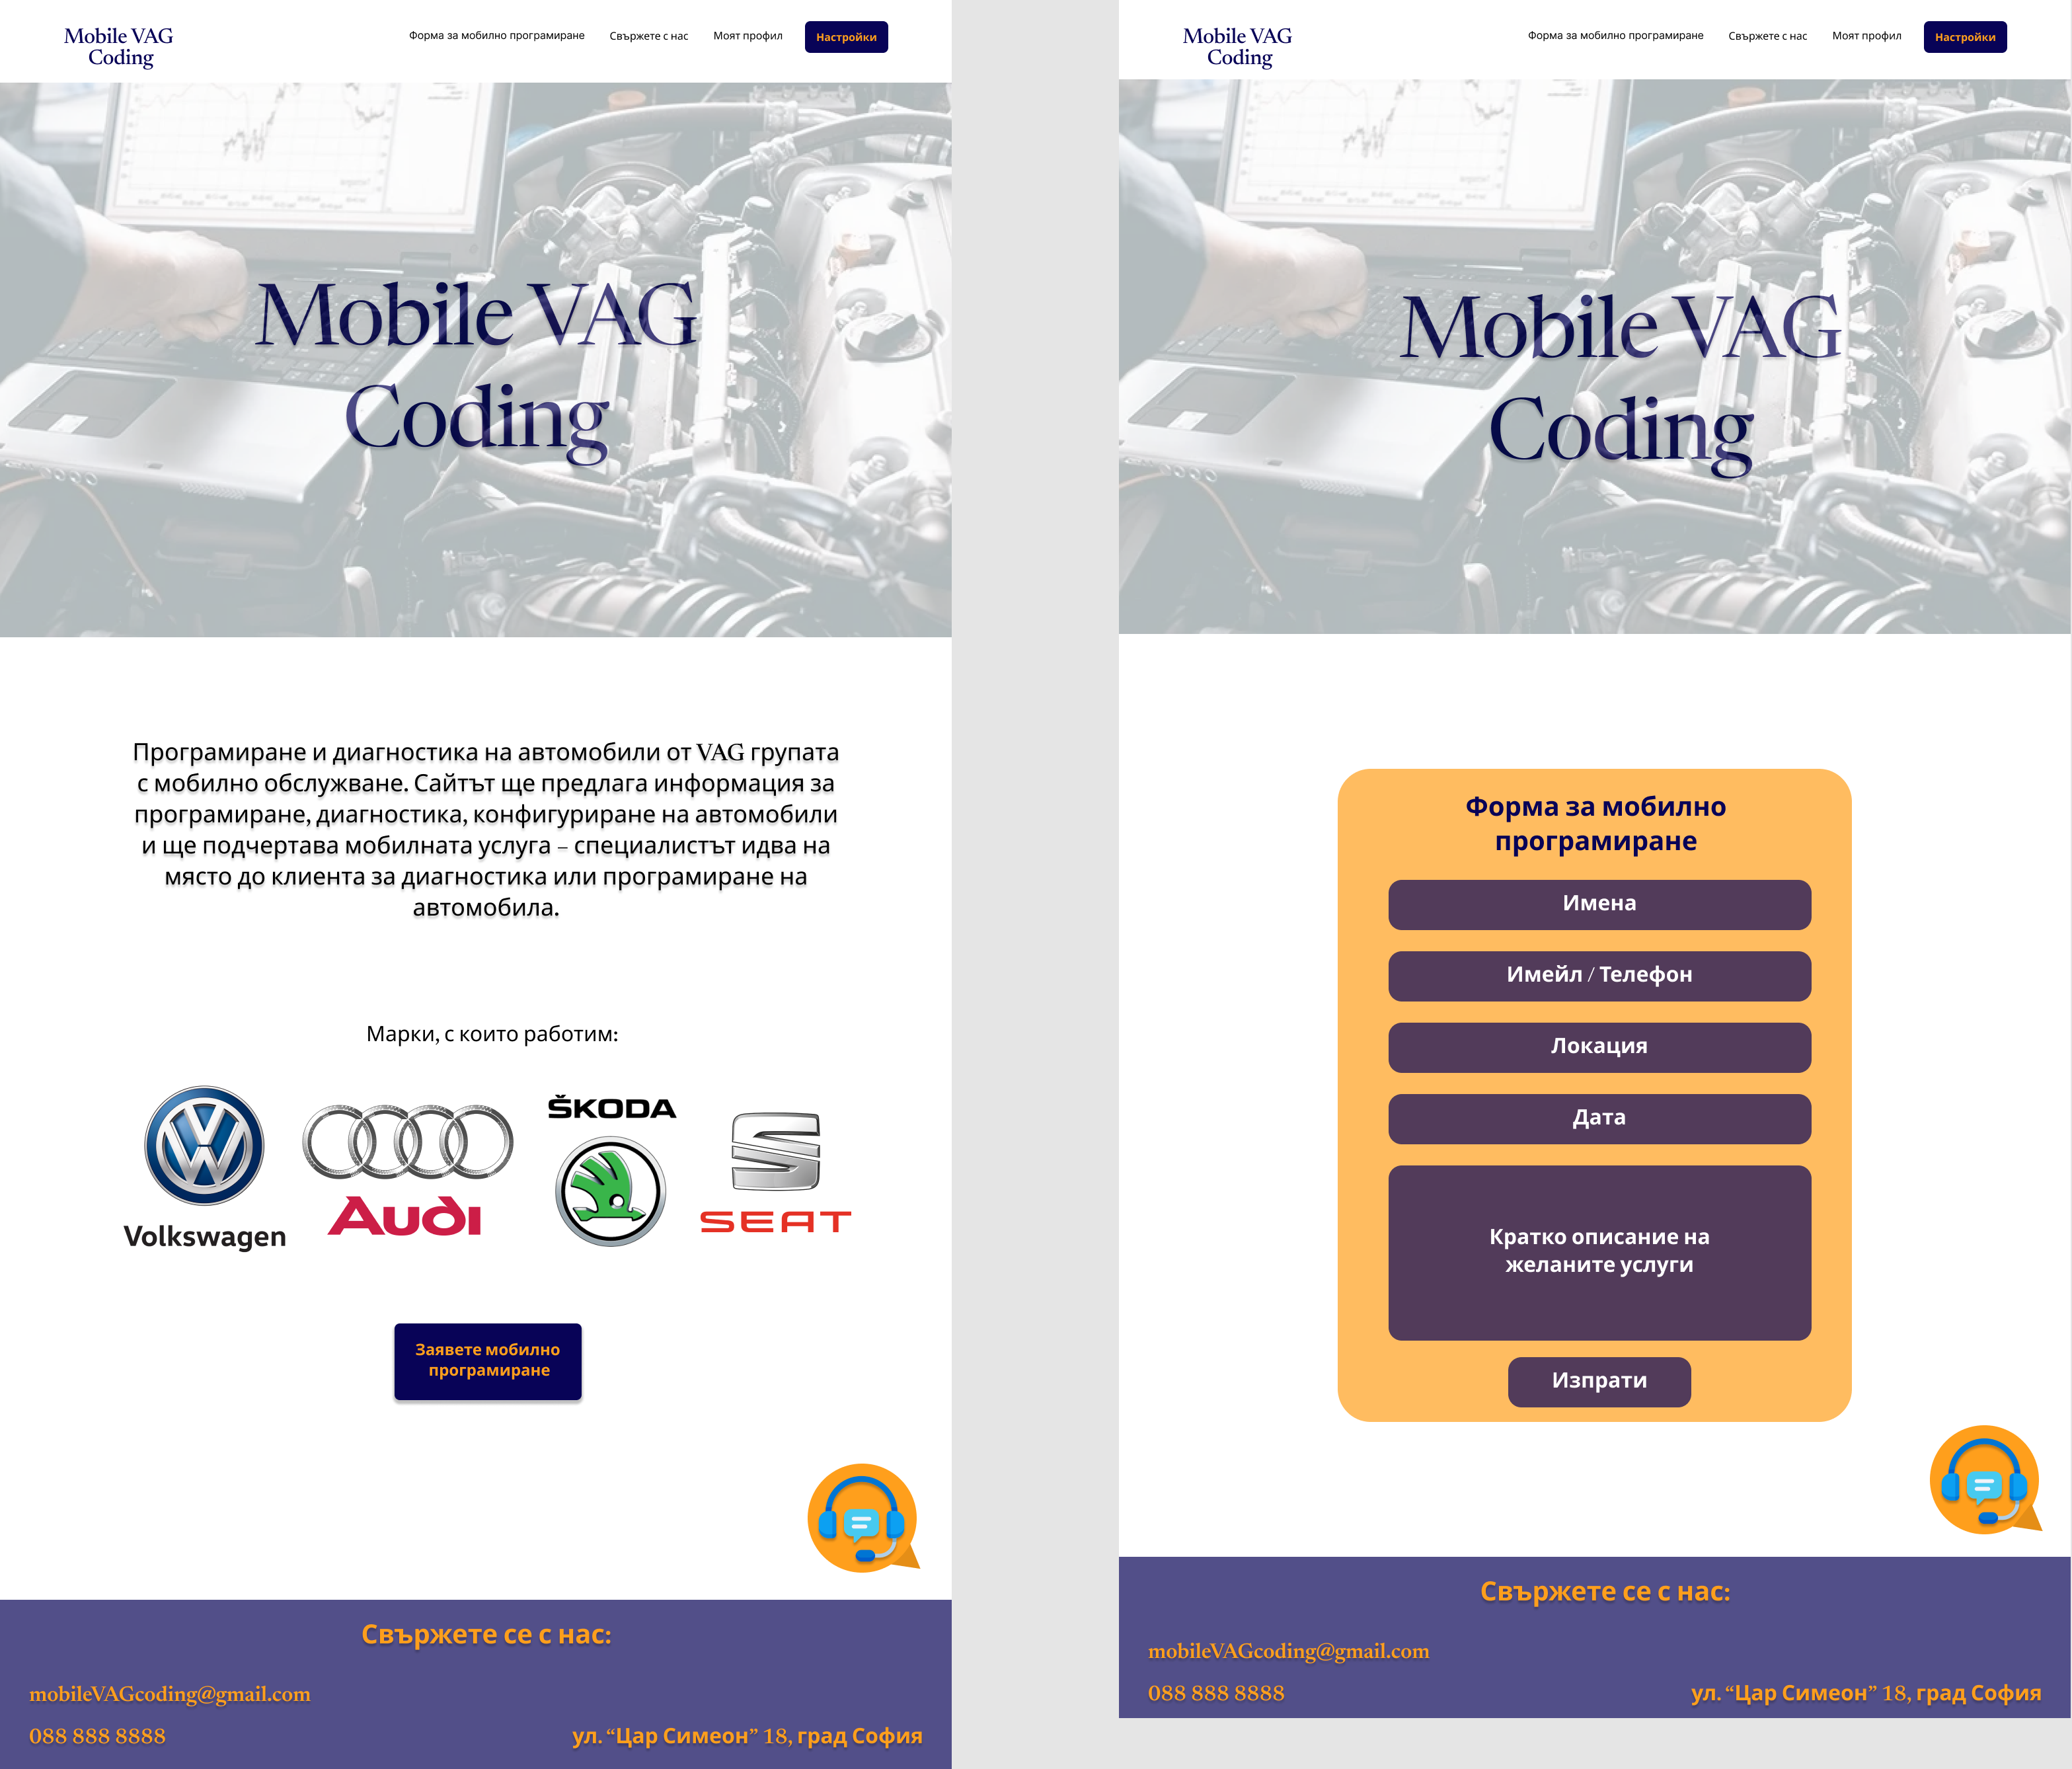 Mobile VAG
Coding
Форма за мобилно програмиране
Свържете с нас
Моят профил
Настройки
Mobile VAG
Coding
Програмиране и диагностика на автомобили от VAG групата
с мобилно обслужване. Сайтът ще предлага информация за
програмиране, диагностика, конфигуриране на автомобили
и ще подчертава мобилната услуга – специалистът идва на
място до клиента за диагностика или програмиране на
автомобила.
Марки, с които работим:
Volkswagen
Audi
ŠKODA
SEAT
Заявете мобилно
програмиране
Свържете се с нас:
mobileVAGcoding@gmail.com
088 888 8888
ул. “Цар Симеон” 18, град София
Mobile VAG
Coding
Форма за мобилно програмиране
Свържете с нас
Моят профил
Настройки
Mobile VAG
Coding
Форма за мобилно
програмиране
Имена
Имейл / Телефон
Локация
Дата
Кратко описание на
желаните услуги
Изпрати
Свържете се с нас:
mobileVAGcoding@gmail.com
088 888 8888
ул. “Цар Симеон” 18, град София